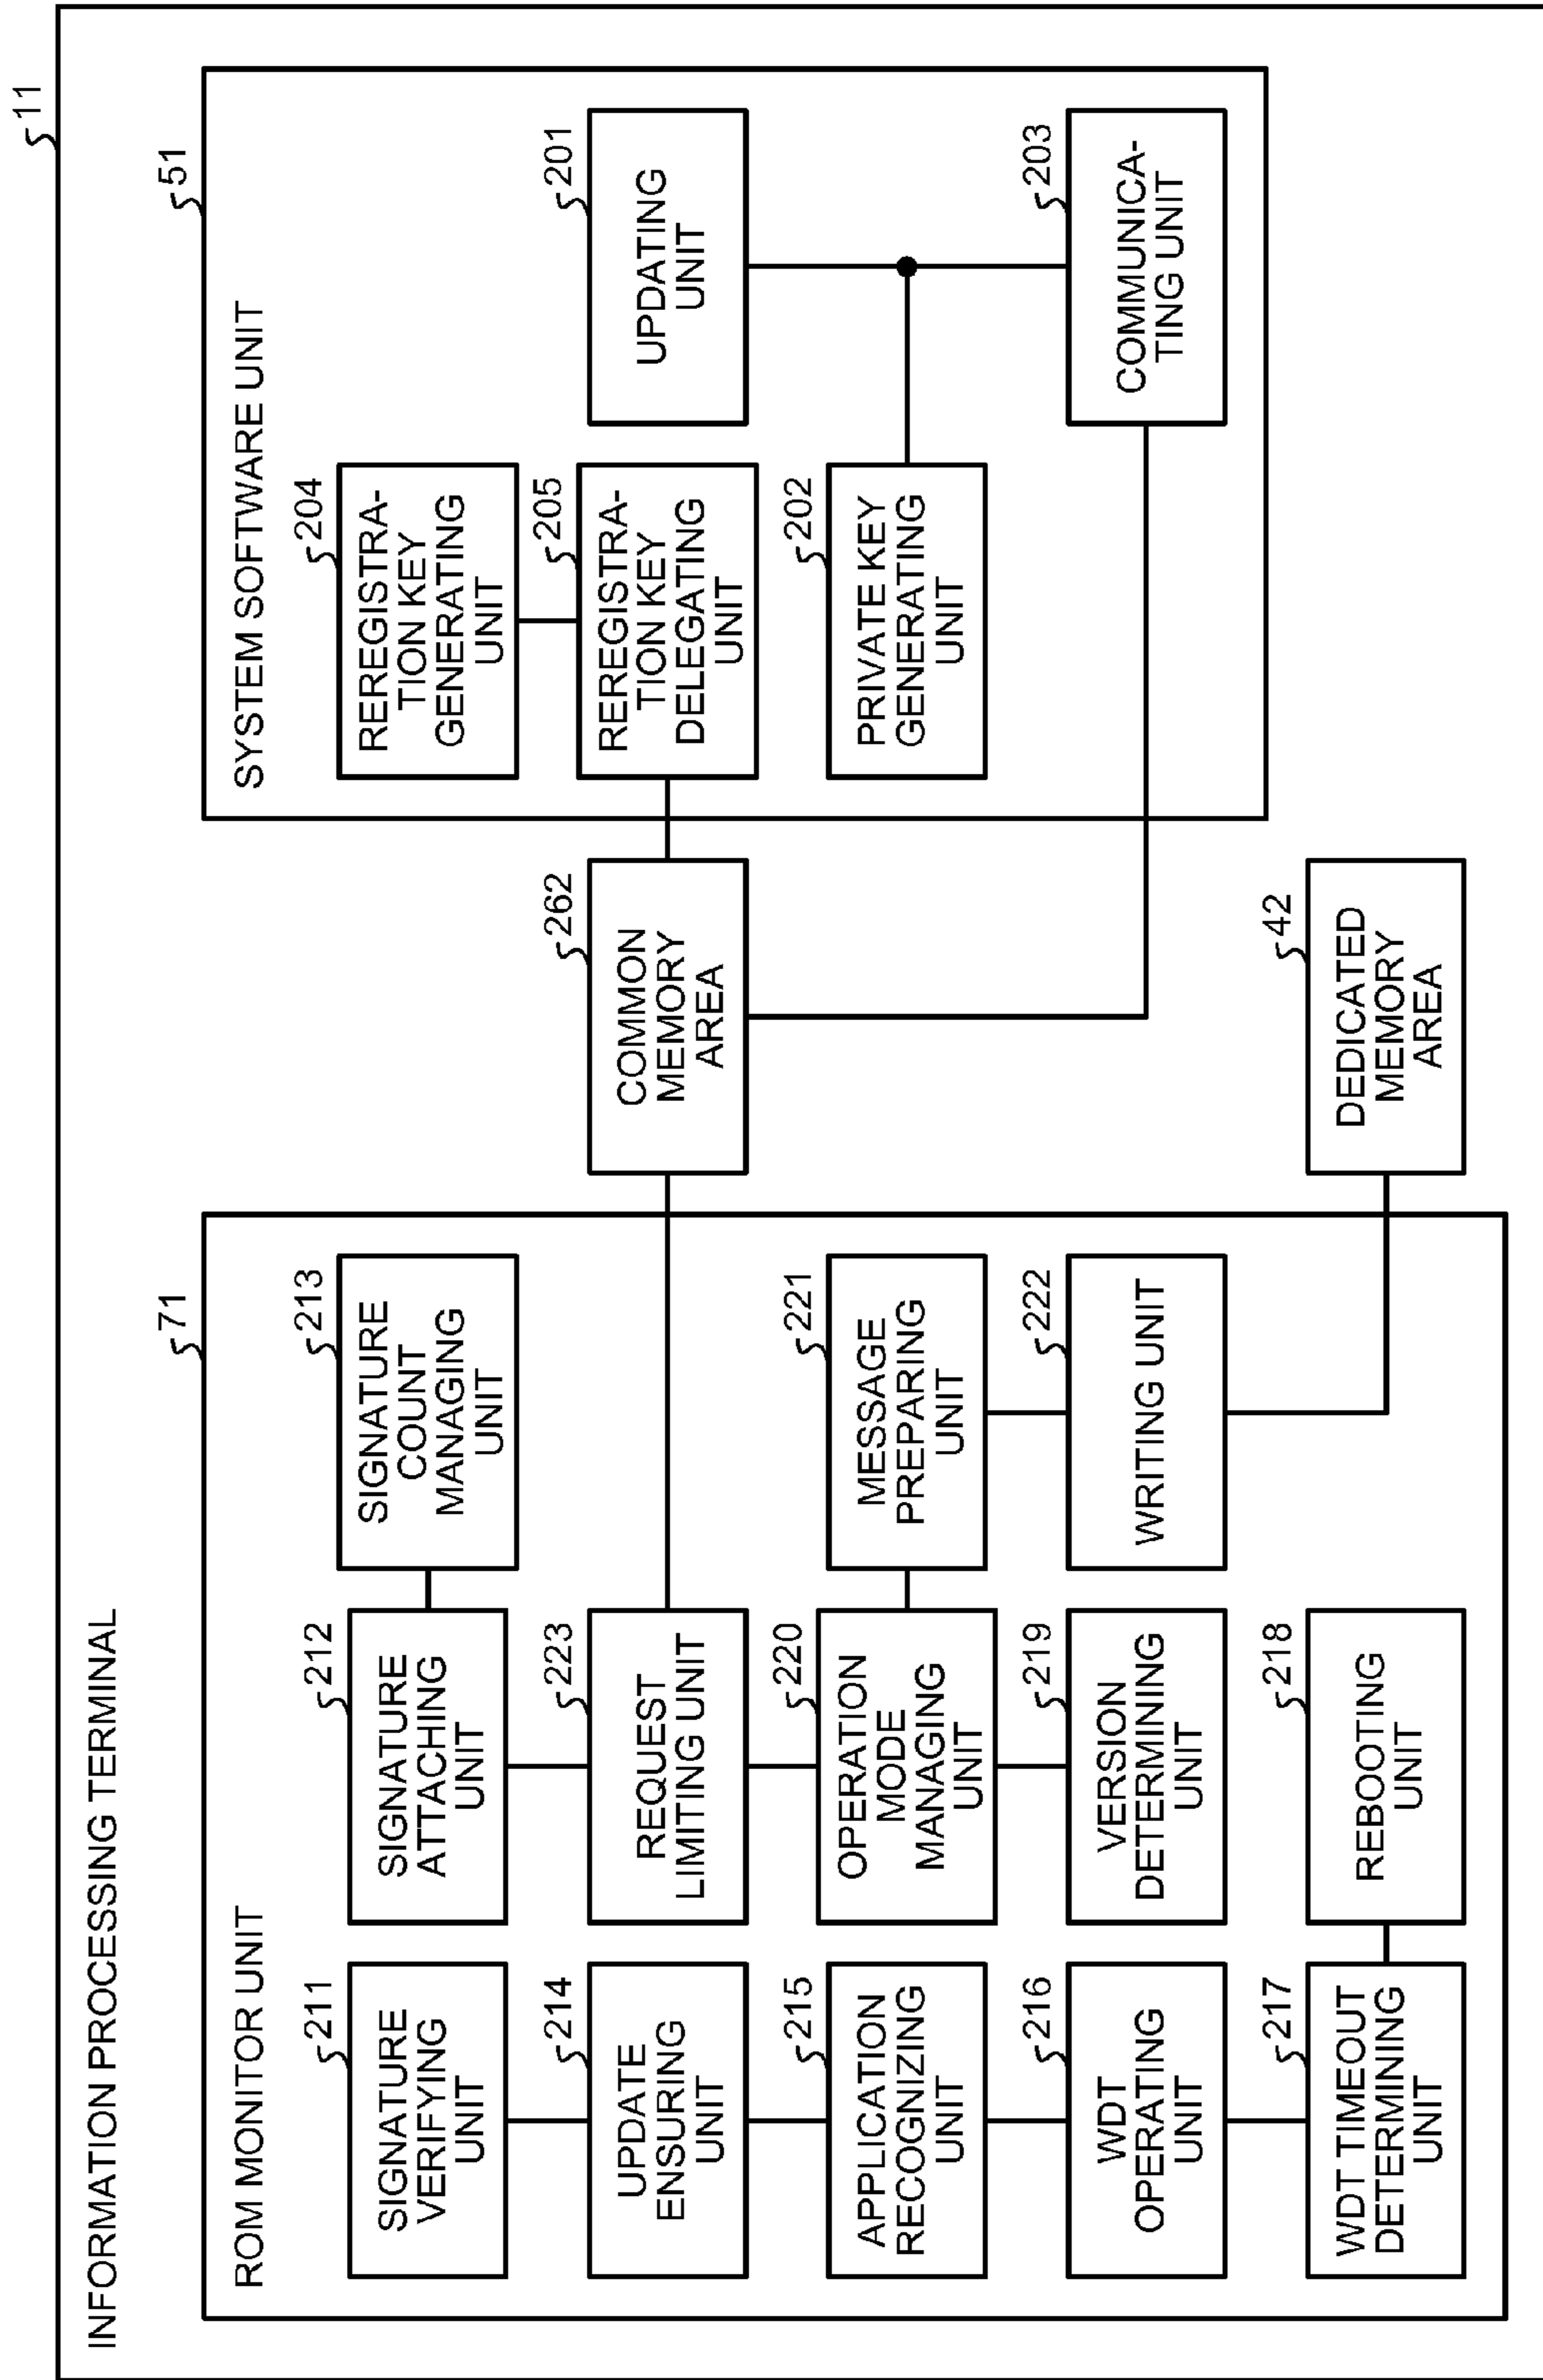 11
INFORMATION PROCESSING TERMINAL
71
ROM MONITOR UNIT
211
SIGNATURE
VERIFYING
UNIT
212
SIGNATURE
ATTACHING
UNIT
213
SIGNATURE
COUNT
MANAGING
UNIT
214
UPDATE
ENSURING
UNIT
223
REQUEST
LIMITING UNIT
215
APPLICATION
RECOGNIZING
UNIT
220
OPERATION
MODE
MANAGING
UNIT
221
MESSAGE
PREPARING
UNIT
216
WDT
OPERATING
UNIT
219
VERSION
DETERMINING
UNIT
222
WRITING UNIT
217
WDT TIMEOUT
DETERMINING
UNIT
218
REBOOTING
UNIT
262
COMMON
MEMORY
AREA
42
DEDICATED
MEMORY
AREA
51
SYSTEM SOFTWARE UNIT
204
REREGISTRA-
TION KEY
GENERATING
UNIT
205
REREGISTRA-
TION KEY
DELEGATING
UNIT
201
UPDATING
UNIT
202
PRIVATE KEY
GENERATING
UNIT
203
COMMUNICA-
TING UNIT